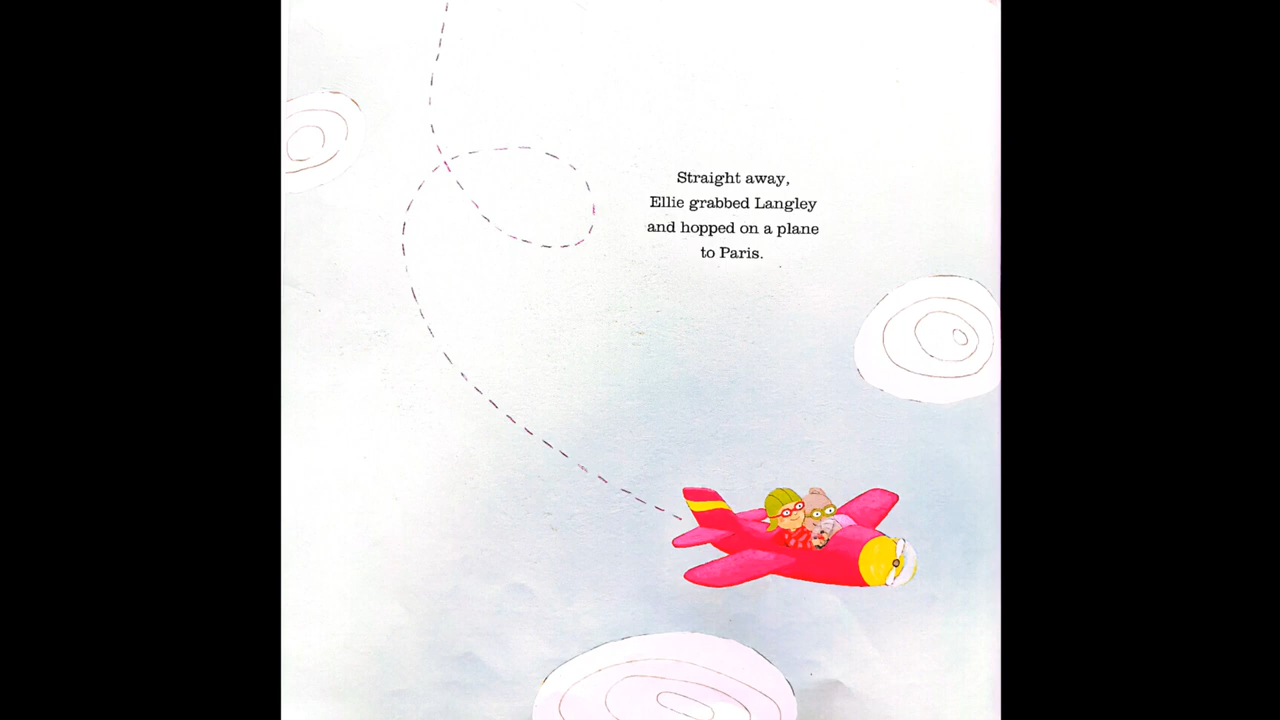 Straight away,
Ellie grabbed Langley
and hopped on a plane
to Paris.